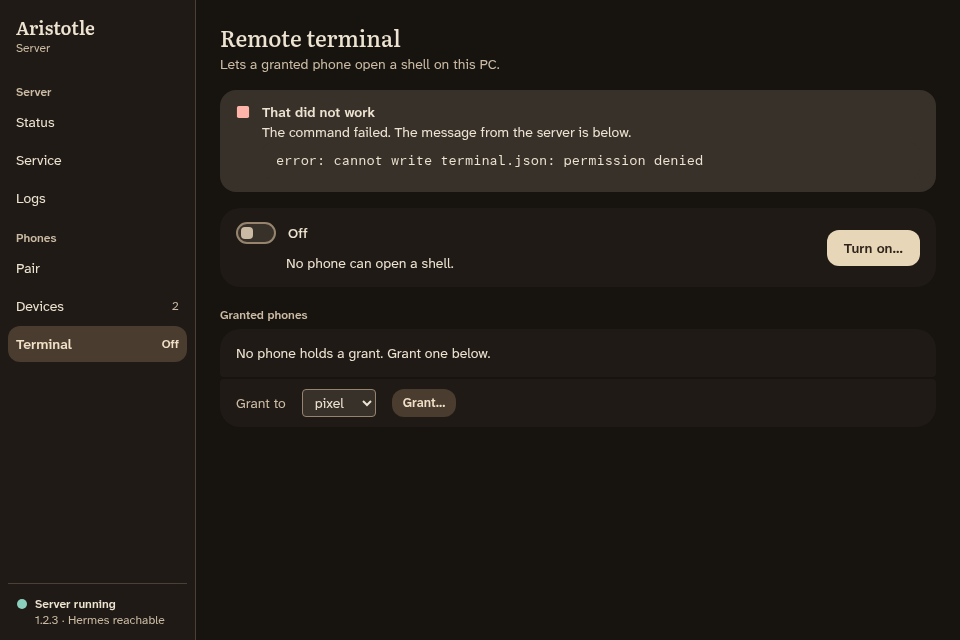 Aristotle
Server
Server
Status
Service
Logs
Phones
Pair
Devices 2
Terminal Off
Server running
1.2.3 · Hermes reachable
Remote terminal
Lets a granted phone open a shell on this PC.
That did not work
The command failed. The message from the server is below.
error: cannot write terminal.json: permission denied
Off
No phone can open a shell.
Turn on...
Granted phones
No phone holds a grant. Grant one below.
Grant to pixel Grant...